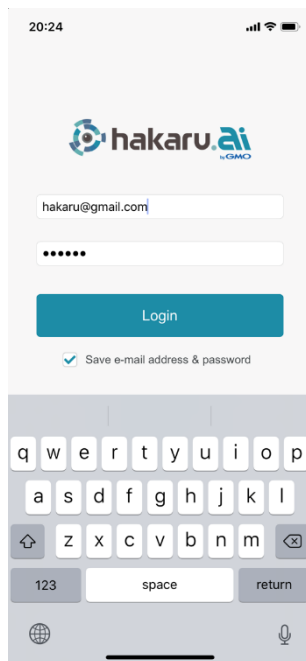 20:24
hakaru.ai
by GMO
hakaru@gmail.com
••••••
Login
Save e-mail address & password
q w e r t y u i o p
a s d f g h j k l
z x c v b n m
123 space return